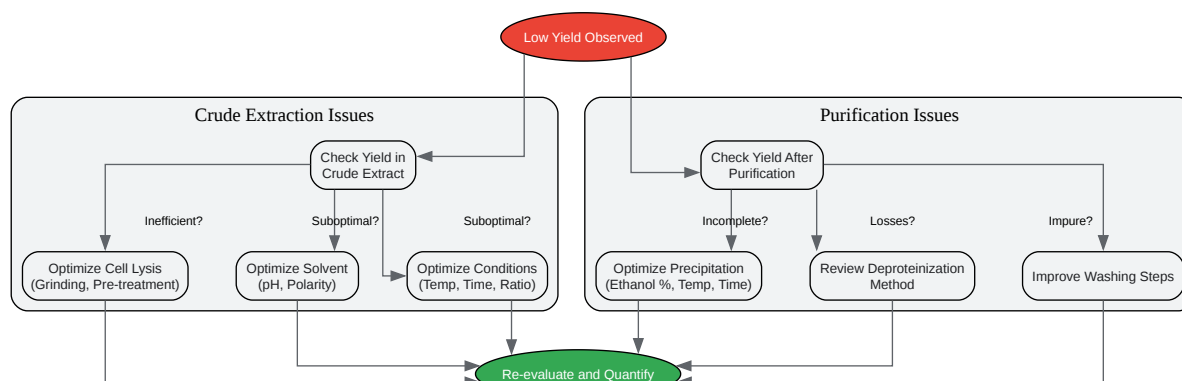 Low Yield Observed
Crude Extraction Issues
Purification Issues
Check Yield in
Crude Extract
Check Yield After
Purification
Inefficient?
Suboptimal?
Suboptimal?
Incomplete?
Losses?
Impure?
Optimize Cell Lysis
(Grinding, Pre-treatment)
Optimize Solvent
(pH, Polarity)
Optimize Conditions
(Temp, Time, Ratio)
Optimize Precipitation
(Ethanol %, Temp, Time)
Review Deproteinization
Method
Improve Washing Steps
Re-evaluate and Quantify